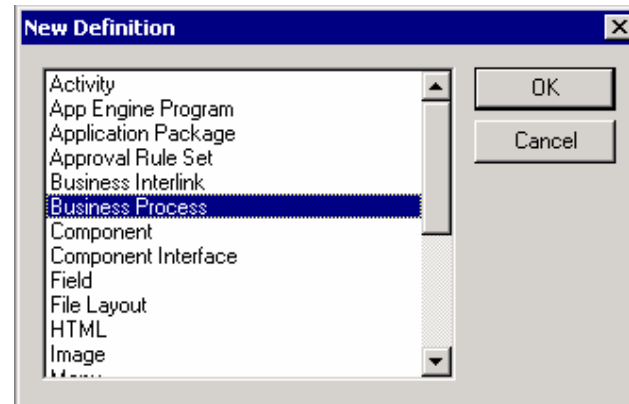 New Definition
Activity
App Engine Program
Application Package
Approval Rule Set
Business Interlink
Business Process
Component
Component Interface
Field
File Layout
HTML
Image
OK
Cancel